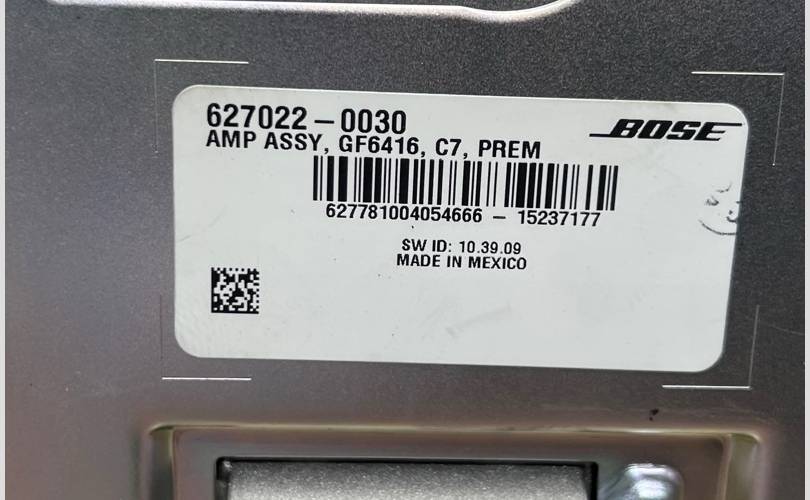 627022-0030
BOSE
AMP ASSY, GF6416, C7, PREM
627781004054666 - 15237177
SW ID: 10.39.09
MADE IN MEXICO